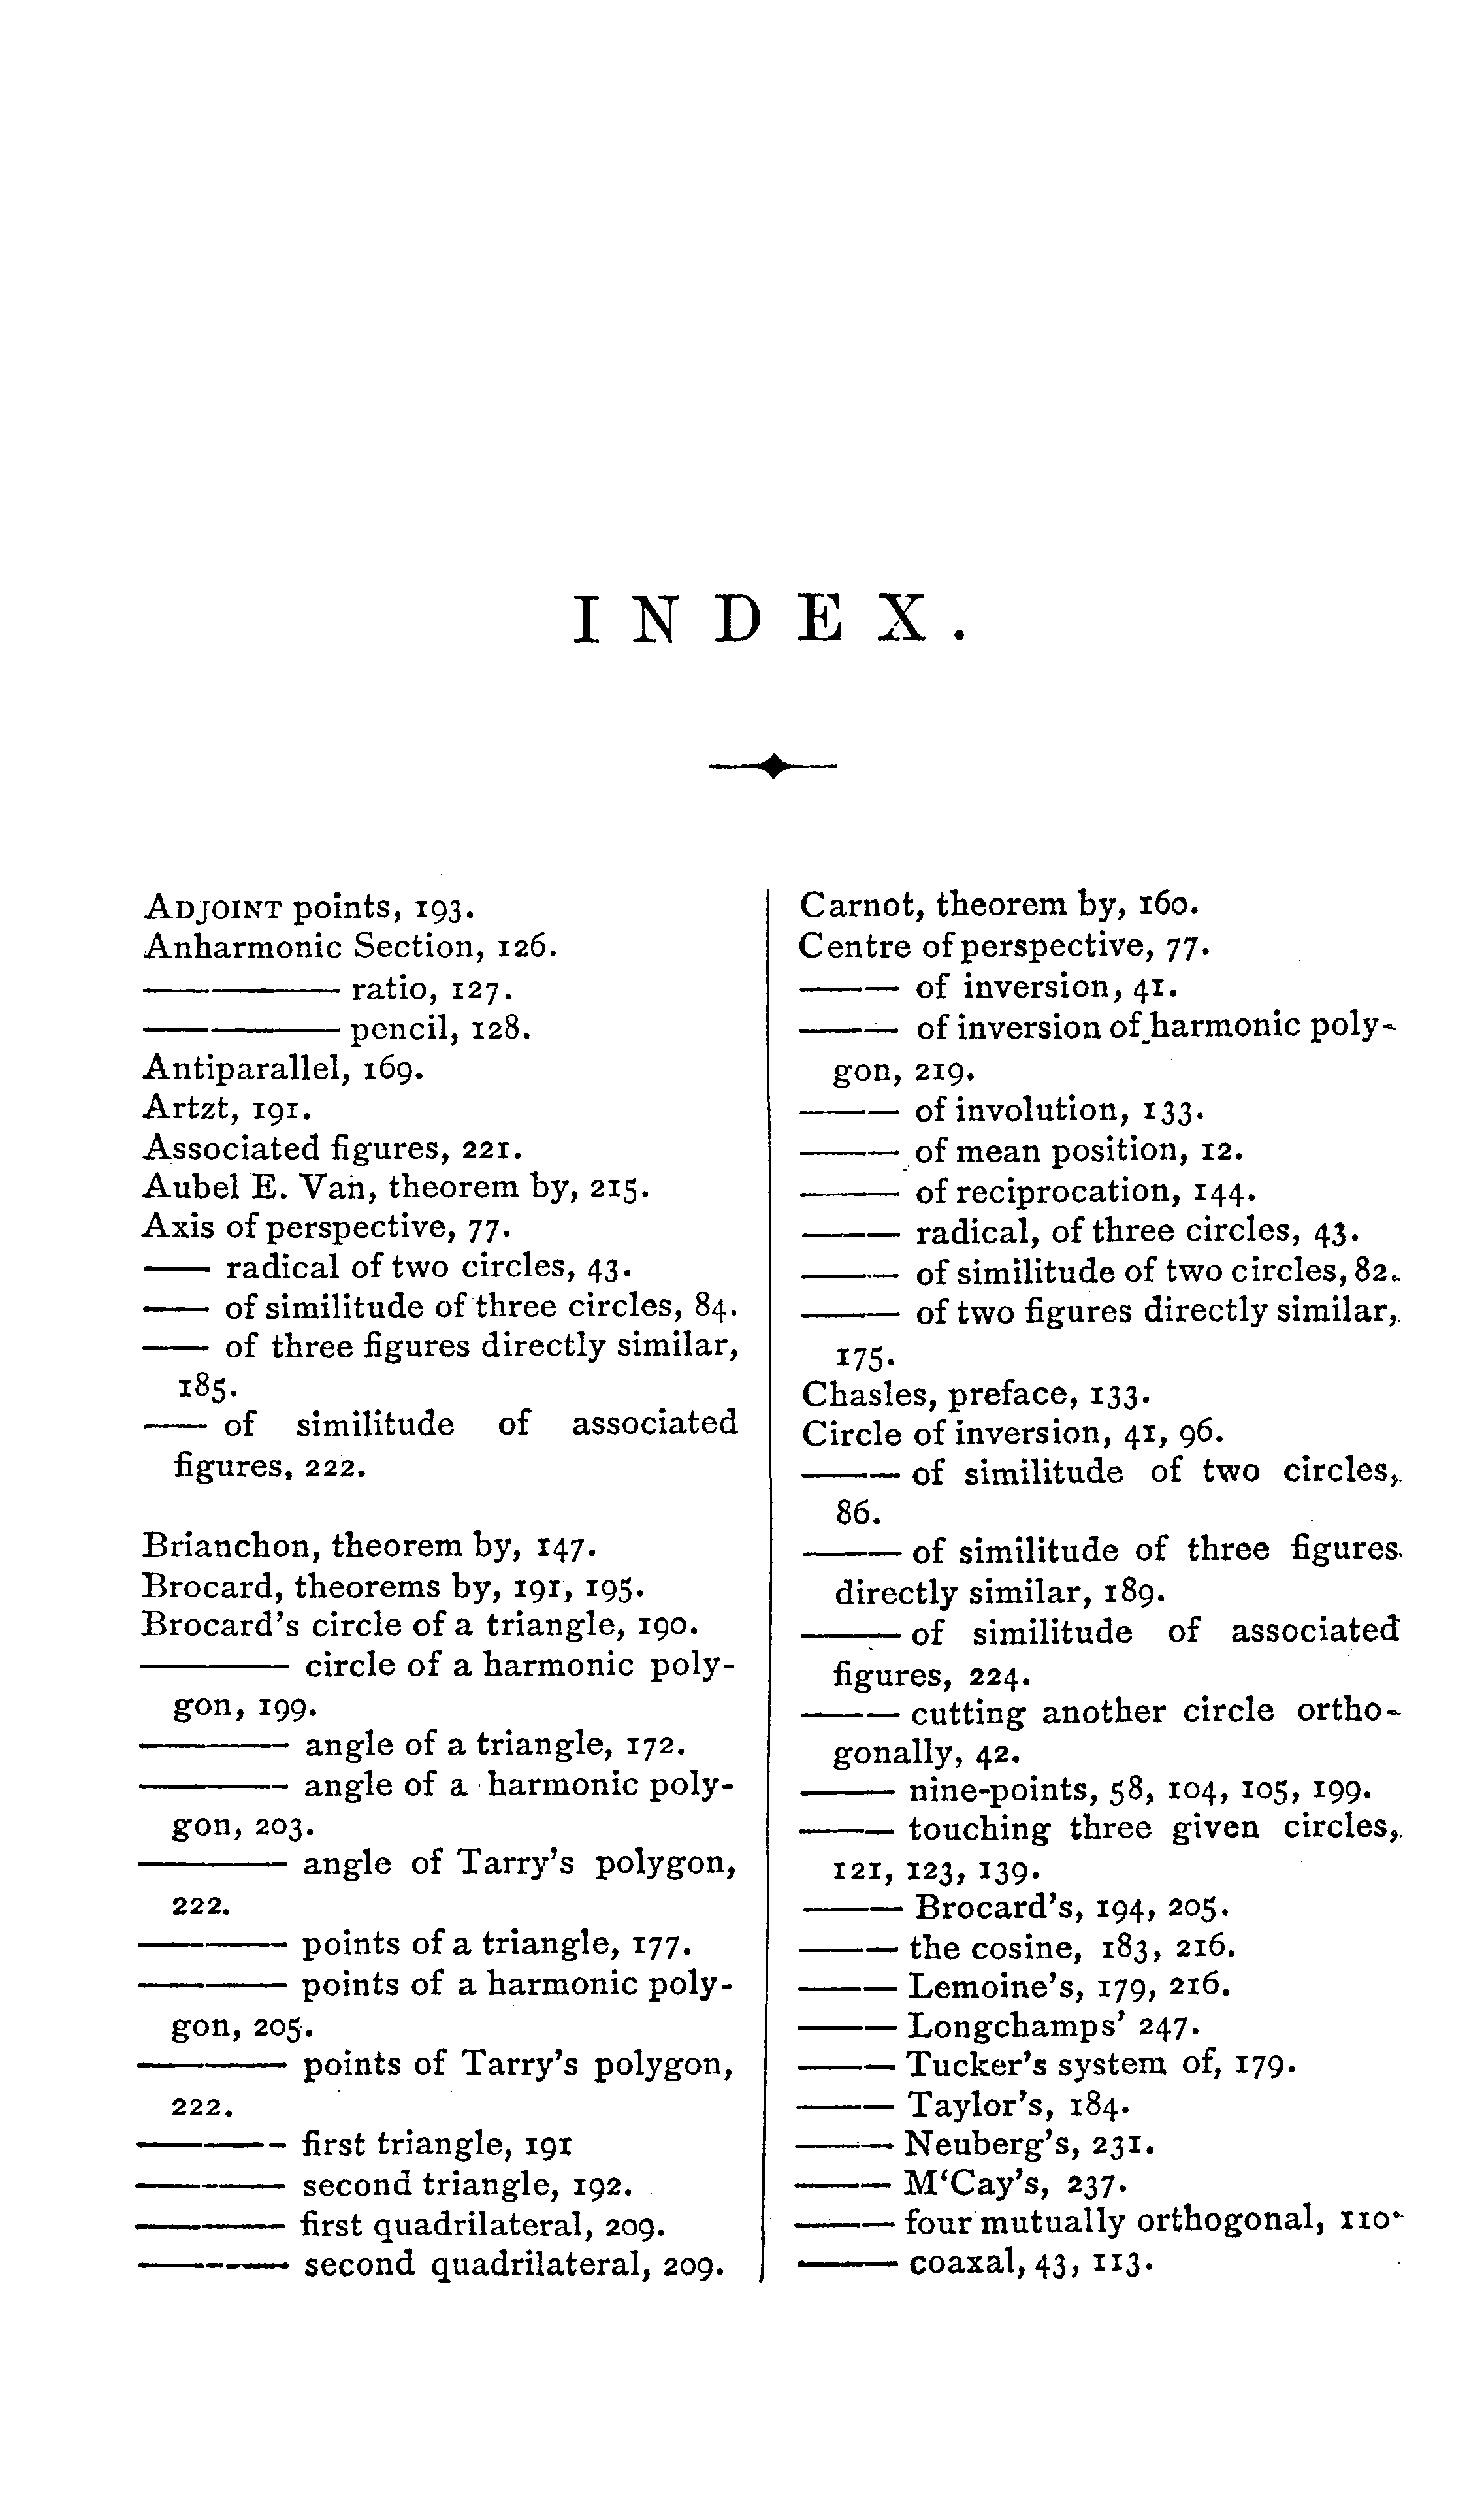 INDEX.
ADJOINT points, 193.
Anharmonic Section, 126.
——— ratio, 127.
——— pencil, 128.
Antiparallel, 169.
Artzt, 191.
Associated figures, 221.
Aubel E. Van, theorem by, 215.
Axis of perspective, 77.
—— radical of two circles, 43.
—— of similitude of three circles, 84.
—— of three figures directly similar,
185.
—— of similitude of associated
figures, 222.
Brianchon, theorem by, 147.
Brocard, theorems by, 191, 195.
Brocard's circle of a triangle, 190.
——— circle of a harmonic poly-
gon, 199.
——— angle of a triangle, 172.
——— angle of a harmonic poly-
gon, 203.
——— angle of Tarry's polygon,
222.
——— points of a triangle, 177.
——— points of a harmonic poly-
gon, 205.
——— points of Tarry's polygon,
222.
——— first triangle, 191
——— second triangle, 192.
——— first quadrilateral, 209.
——— second quadrilateral, 209.
Carnot, theorem by, 160.
Centre of perspective, 77.
——— of inversion, 41.
——— of inversion of harmonic poly-
gon, 219.
——— of involution, 133.
——— of mean position, 12.
——— of reciprocation, 144.
——— radical, of three circles, 43.
——— of similitude of two circles, 82.
——— of two figures directly similar,
175.
Chasles, preface, 133.
Circle of inversion, 41, 96.
——— of similitude of two circles,
86.
——— of similitude of three figures
directly similar, 189.
——— of similitude of associated
figures, 224.
——— cutting another circle ortho-
gonally, 42.
——— nine-points, 58, 104, 105, 199.
——— touching three given circles,
121, 123, 139.
——— Brocard's, 194, 205.
——— the cosine, 183, 216.
——— Lemoine's, 179, 216.
——— Longchamps' 247.
——— Tucker's system of, 179.
——— Taylor's, 184.
——— Neuberg's, 231.
——— M‘Cay's, 237.
——— four mutually orthogonal, 110.
——— coaxal, 43, 113.